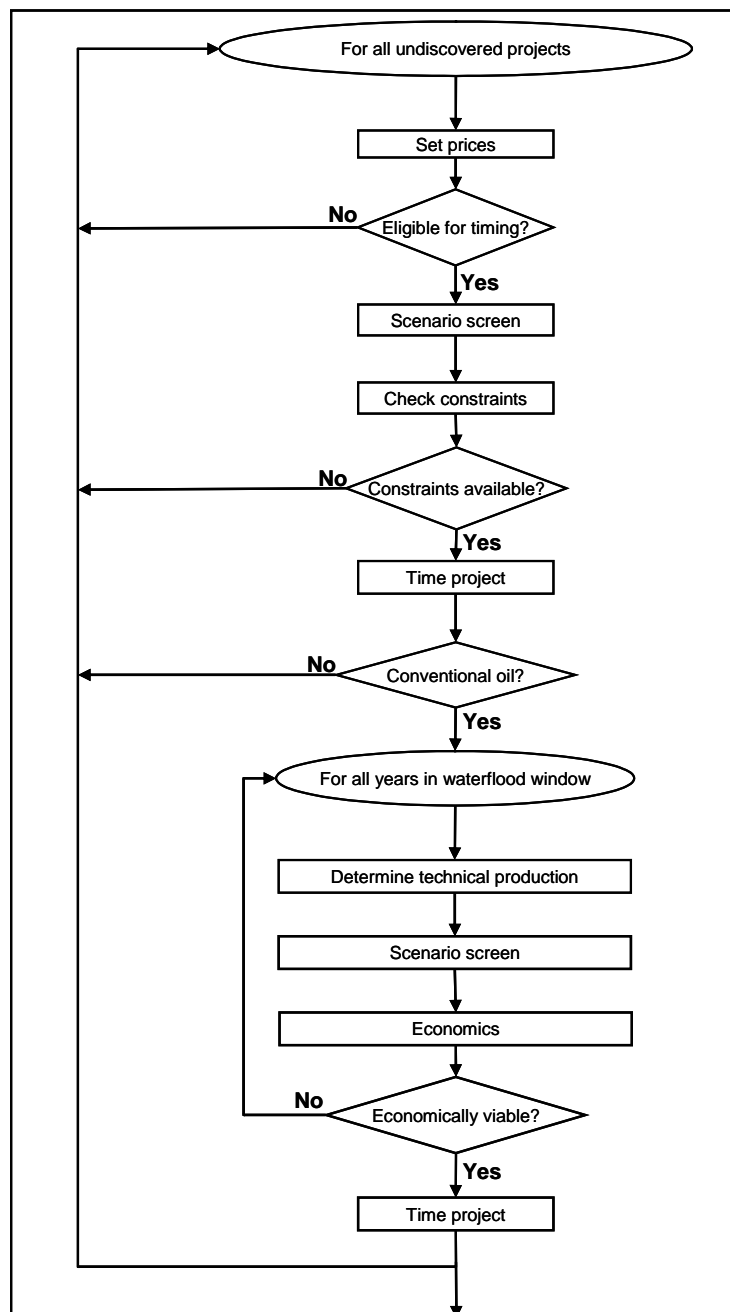 For all undiscovered projects
Set prices
No
Eligible for timing?
Yes
Scenario screen
Check constraints
No
Constraints available?
Yes
Time project
No
Conventional oil?
Yes
For all years in waterflood window
Determine technical production
Scenario screen
Economics
No
Economically viable?
Yes
Time project